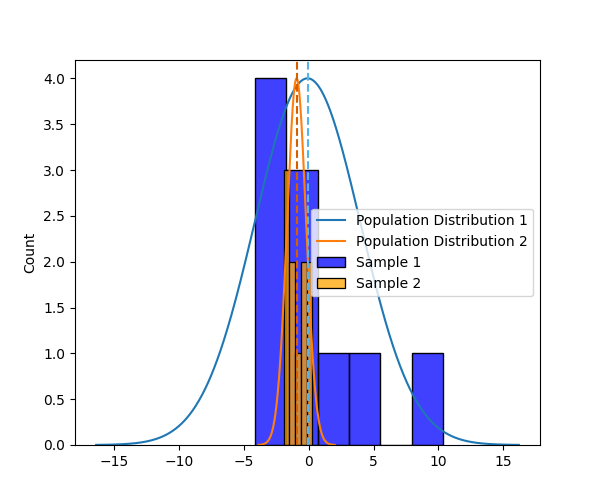 4.0
3.5
3.0
2.5
2.0
1.5
1.0
0.5
0.0
Count
Population Distribution 1
Population Distribution 2
Sample 1
Sample 2
−15 −10 −5 0 5 10 15